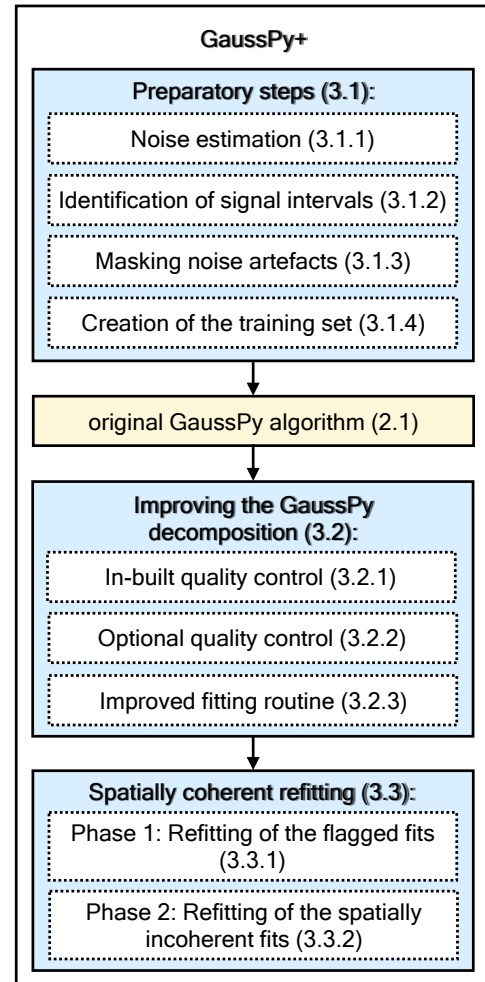 GaussPy+
Preparatory steps (3.1):
Noise estimation (3.1.1)
Identification of signal intervals (3.1.2)
Masking noise artefacts (3.1.3)
Creation of the training set (3.1.4)
original GaussPy algorithm (2.1)
Improving the GaussPy
decomposition (3.2):
In-built quality control (3.2.1)
Optional quality control (3.2.2)
Improved fitting routine (3.2.3)
Spatially coherent refitting (3.3):
Phase 1: Refitting of the flagged fits
(3.3.1)
Phase 2: Refitting of the spatially
incoherent fits (3.3.2)